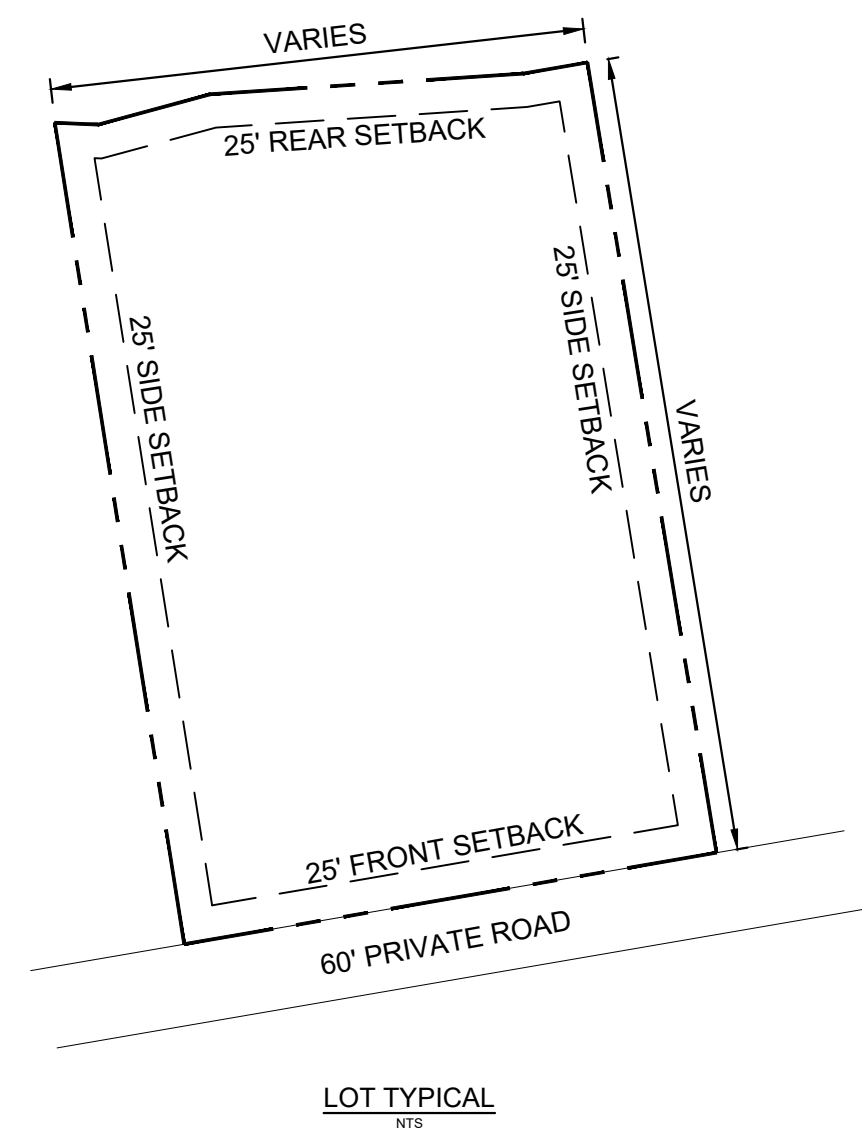 VARIES
25' REAR SETBACK
25' SIDE SETBACK
25' SIDE SETBACK
VARIES
25' FRONT SETBACK
60' PRIVATE ROAD
LOT TYPICAL
NTS